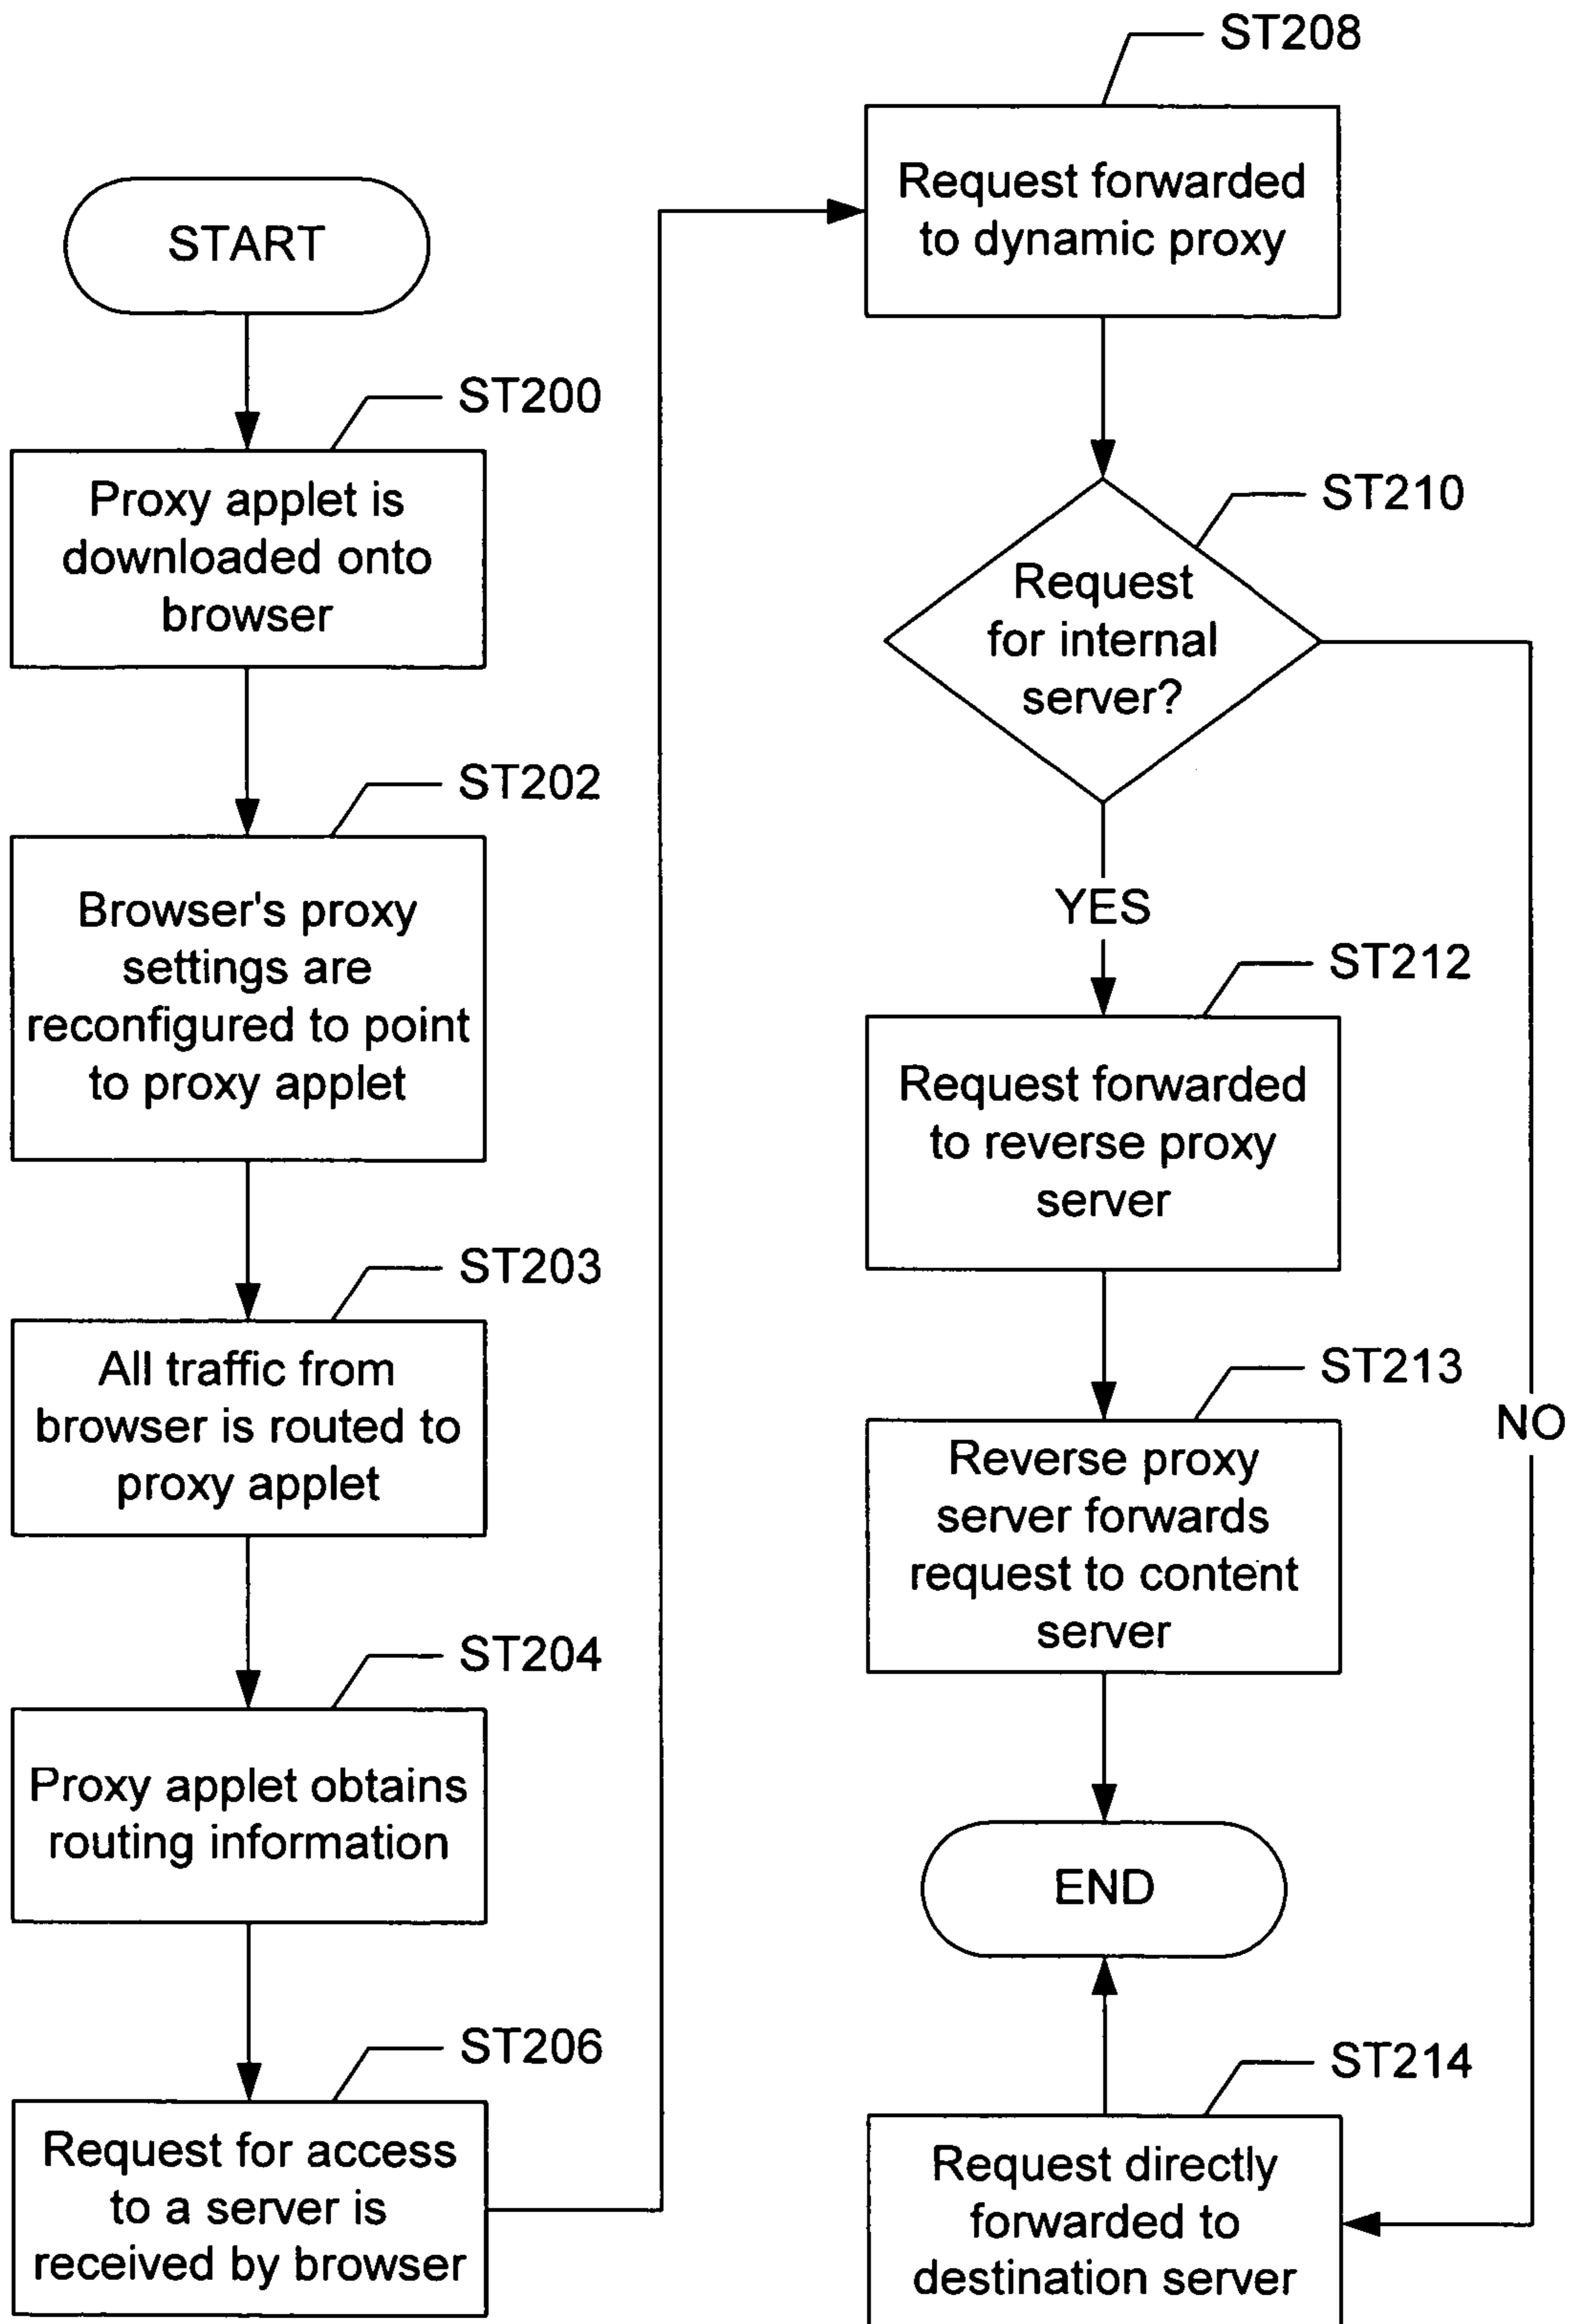 START
ST200
Proxy applet is
downloaded onto
browser
ST202
Browser's proxy
settings are
reconfigured to point
to proxy applet
ST203
All traffic from
browser is routed to
proxy applet
ST204
Proxy applet obtains
routing information
ST206
Request for access
to a server is
received by browser
ST208
Request forwarded
to dynamic proxy
ST210
Request
for internal
server?
YES
ST212
Request forwarded
to reverse proxy
server
ST213
Reverse proxy
server forwards
request to content
server
NO
END
ST214
Request directly
forwarded to
destination server